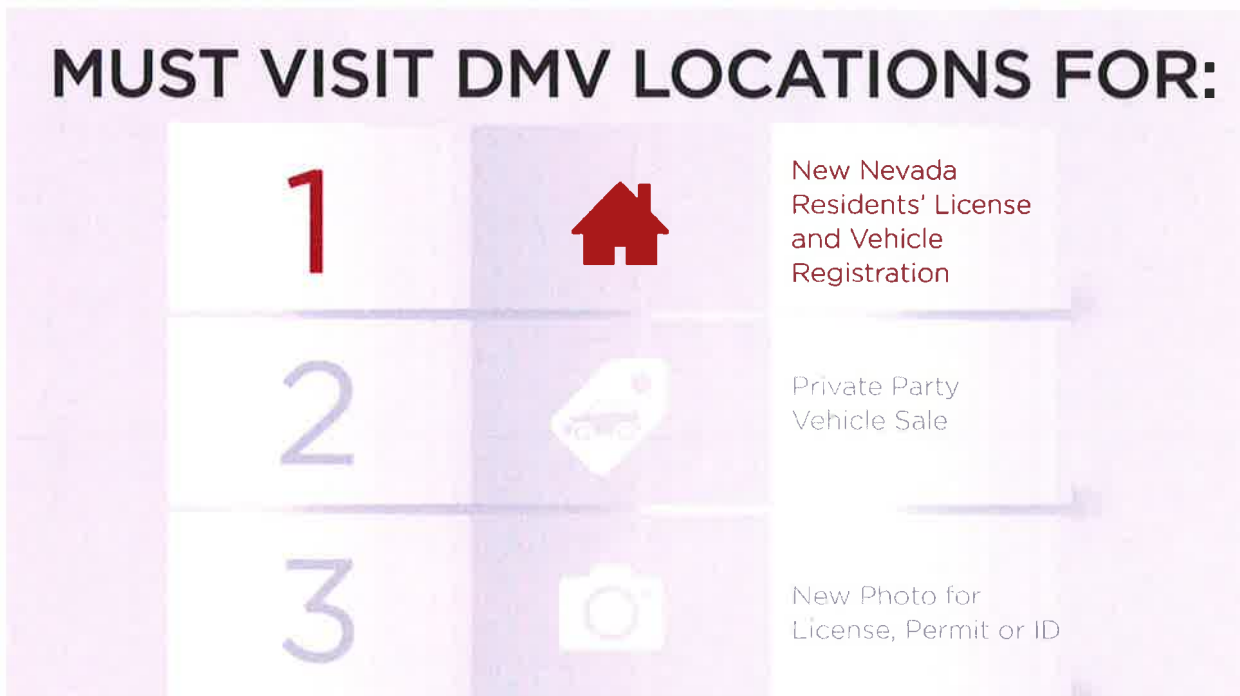 MUST VISIT DMV LOCATIONS FOR:
1
New Nevada
Residents' License
and Vehicle
Registration
2
Private Party
Vehicle Sale
3
New Photo for
License, Permit or ID